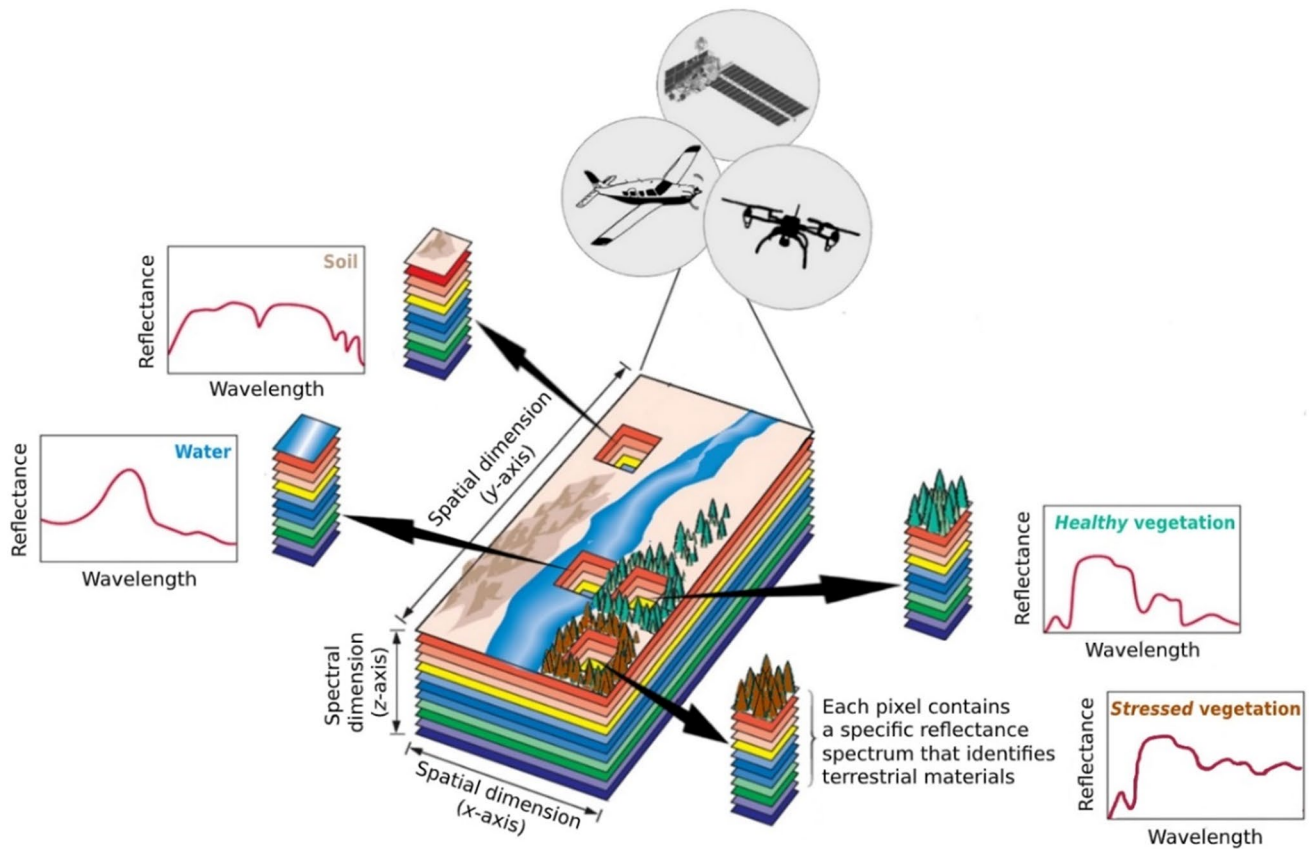 Soil
Reflectance
Wavelength
Water
Reflectance
Wavelength
Spatial dimension
(y-axis)
Spectral
dimension
(z-axis)
Spatial dimension
(x-axis)
Healthy vegetation
Reflectance
Wavelength
Each pixel contains
a specific reflectance
spectrum that identifies
terrestrial materials
Stressed vegetation
Reflectance
Wavelength